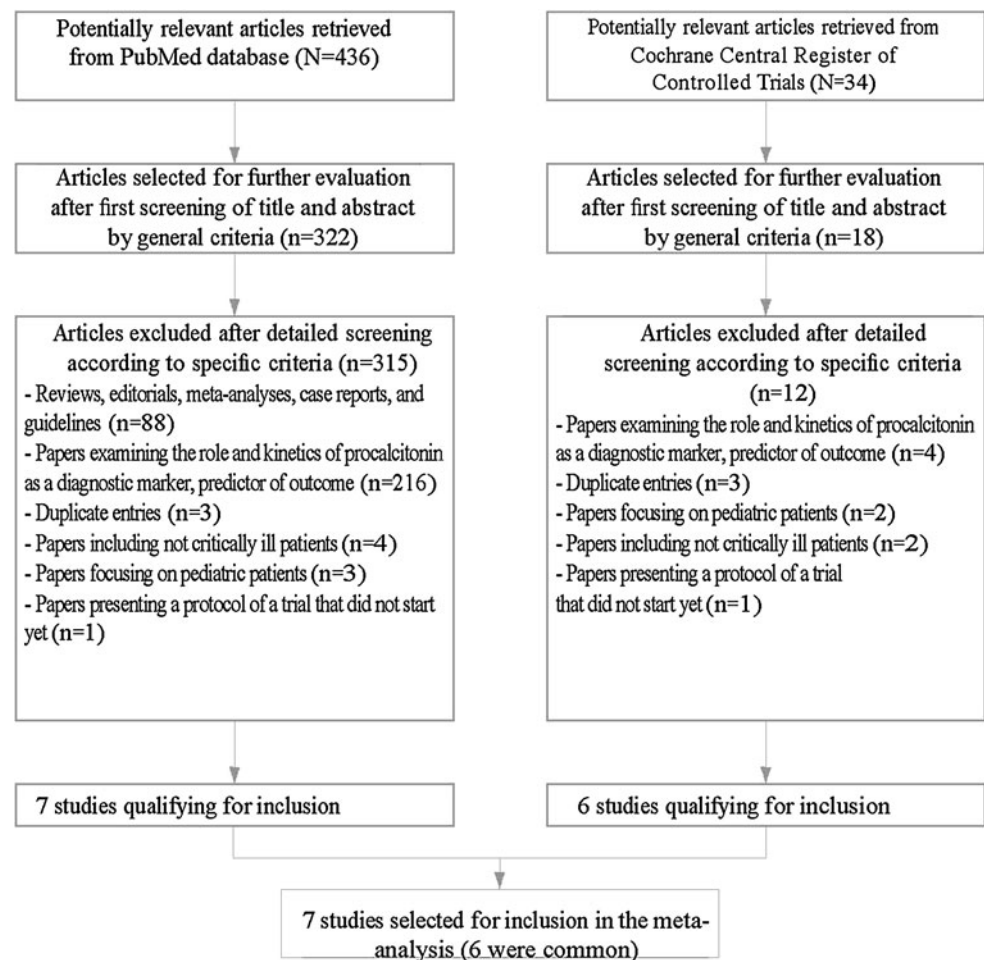 Potentially relevant articles retrieved
from PubMed database (N=436)
Articles selected for further evaluation
after first screening of title and abstract
by general criteria (n=322)
Articles excluded after detailed screening
according to specific criteria (n=315)
- Reviews, editorials, meta-analyses, case reports, and
guidelines (n=88)
- Papers examining the role and kinetics of procalcitonin
as a diagnostic marker, predictor of outcome (n=216)
- Duplicate entries (n=3)
- Papers including not critically ill patients (n=4)
- Papers focusing on pediatric patients (n=3)
- Papers presenting a protocol of a trial that did not start
yet (n=1)
7 studies qualifying for inclusion
Potentially relevant articles retrieved from
Cochrane Central Register of
Controlled Trials (N=34)
Articles selected for further evaluation
after first screening of title and abstract
by general criteria (n=18)
Articles excluded after detailed
screening according to specific criteria
(n=12)
- Papers examining the role and kinetics of procalcitonin
as a diagnostic marker, predictor of outcome (n=4)
- Duplicate entries (n=3)
- Papers focusing on pediatric patients (n=2)
- Papers including not critically ill patients (n=2)
- Papers presenting a protocol of a trial
that did not start yet (n=1)
6 studies qualifying for inclusion
7 studies selected for inclusion in the meta-
analysis (6 were common)